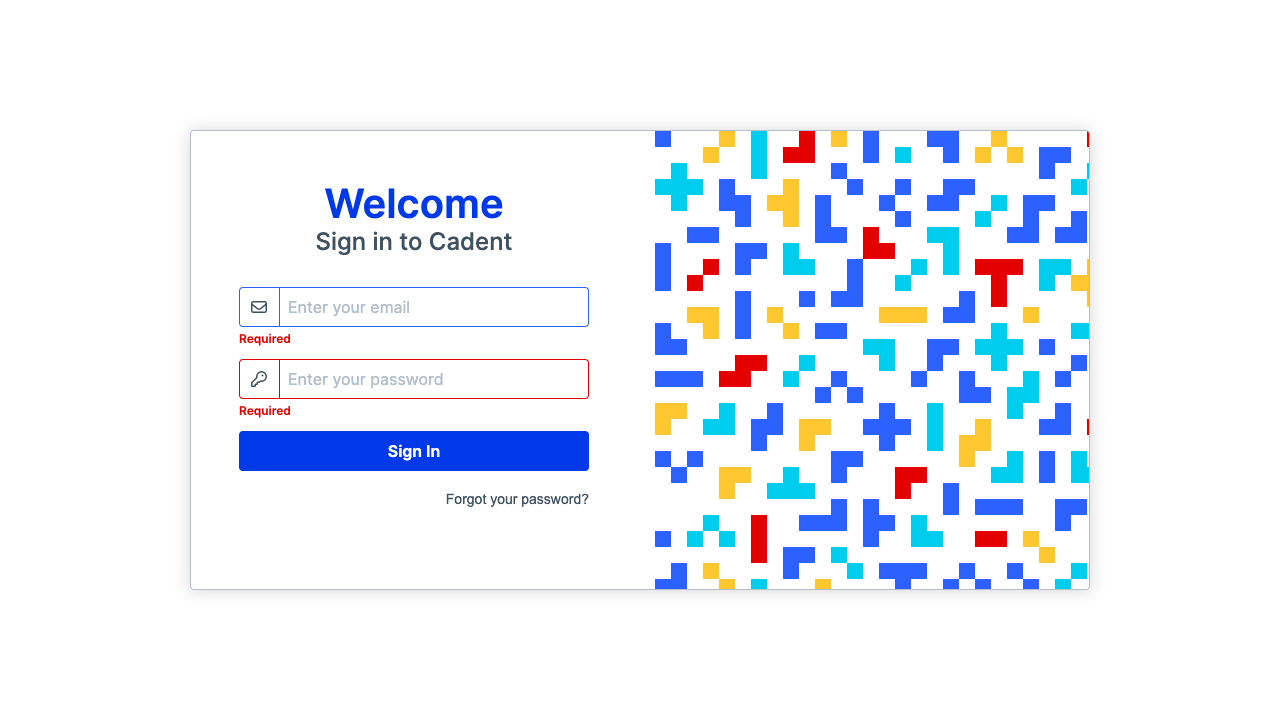 Welcome
Sign in to Cadent
Enter your email
Required
Enter your password
Required
Sign In
Forgot your password?